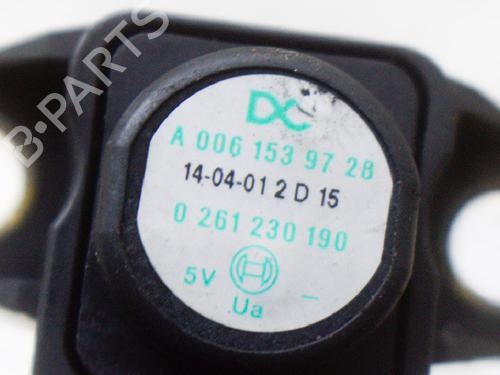 B-PARTS
DC
A 006 153 97 28
14-04-01 2 D 15
0 261 230 190
5V
Ua